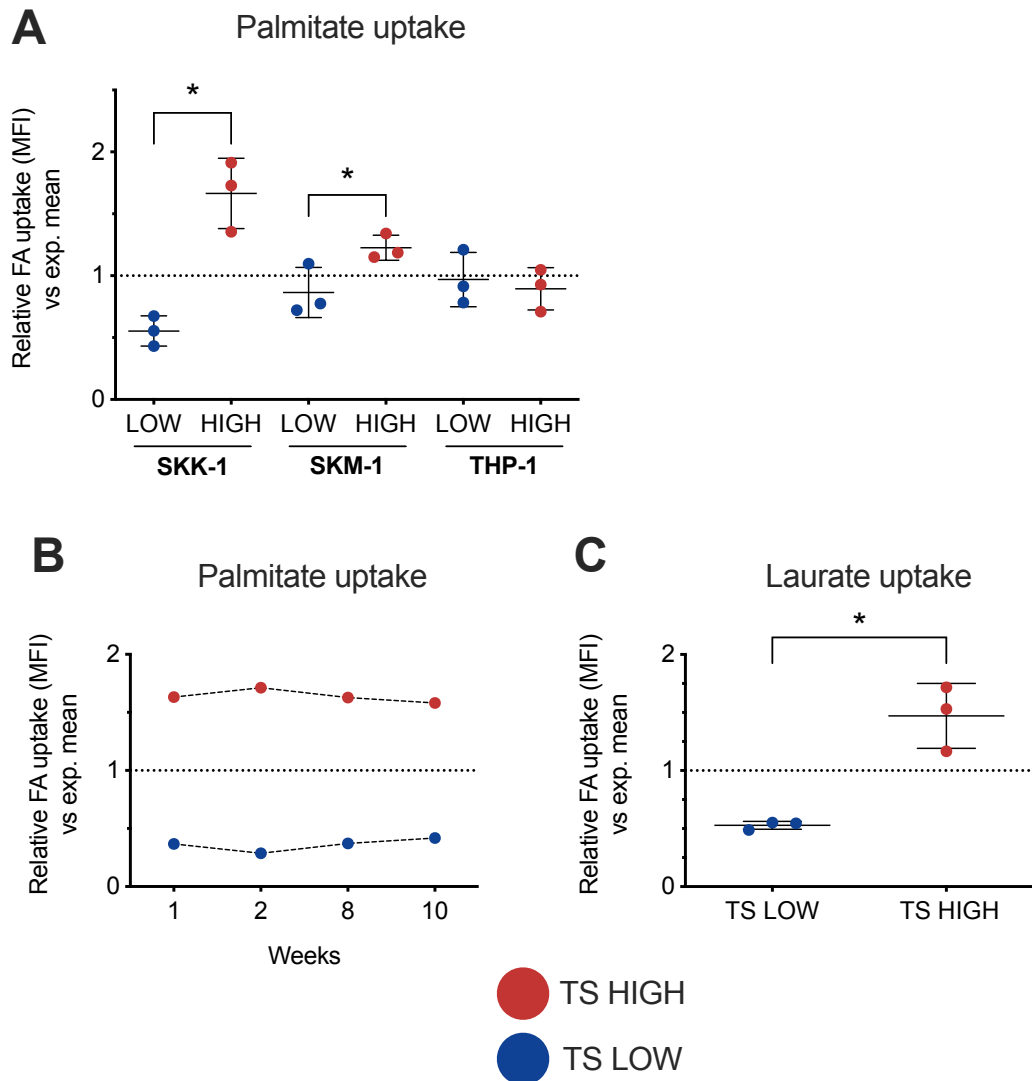 A
Palmitate uptake
Relative FA uptake (MFI)
vs exp. mean
2
1
0
*
*
LOW HIGH LOW HIGH LOW HIGH
SKK-1 SKM-1 THP-1
B
Palmitate uptake
Relative FA uptake (MFI)
vs exp. mean
2
1
0
1 2 8 10
Weeks
C
Laurate uptake
Relative FA uptake (MFI)
vs exp. mean
*
2
1
0
TS LOW TS HIGH
TS HIGH
TS LOW